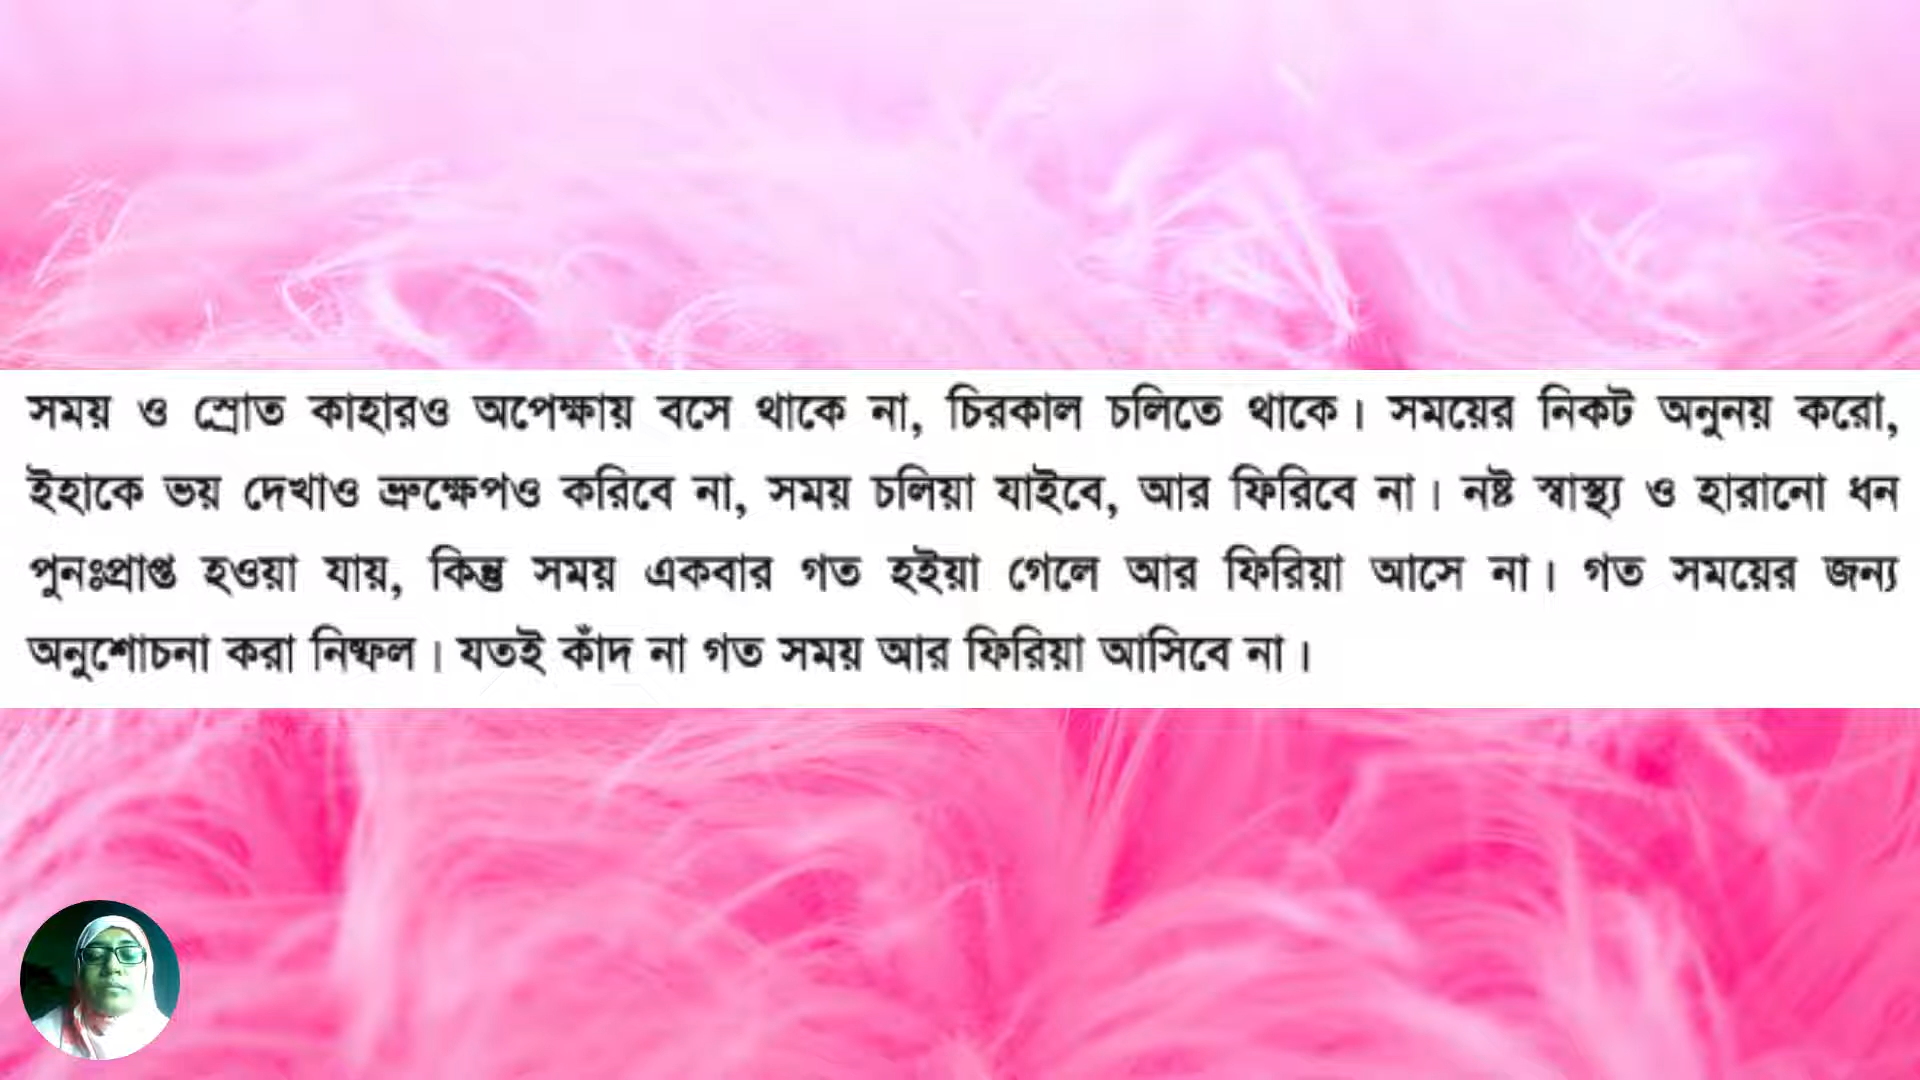 সময় ও স্রোত কাহারও অপেক্ষায় বসে থাকে না, চিরকাল চলিতে থাকে। সময়ের নিকট অনুনয় করো,
ইহাকে ভয় দেখাও ভ্রুক্ষেপও করিবে না, সময় চলিয়া যাইবে, আর ফিরিবে না। নষ্ট স্বাস্থ্য ও হারানো ধন
পুনঃপ্রাপ্ত হওয়া যায়, কিন্তু সময় একবার গত হইয়া গেলে আর ফিরিয়া আসে না। গত সময়ের জন্য
অনুশোচনা করা নিষ্ফল। যতই কাঁদ না গত সময় আর ফিরিয়া আসিবে না।